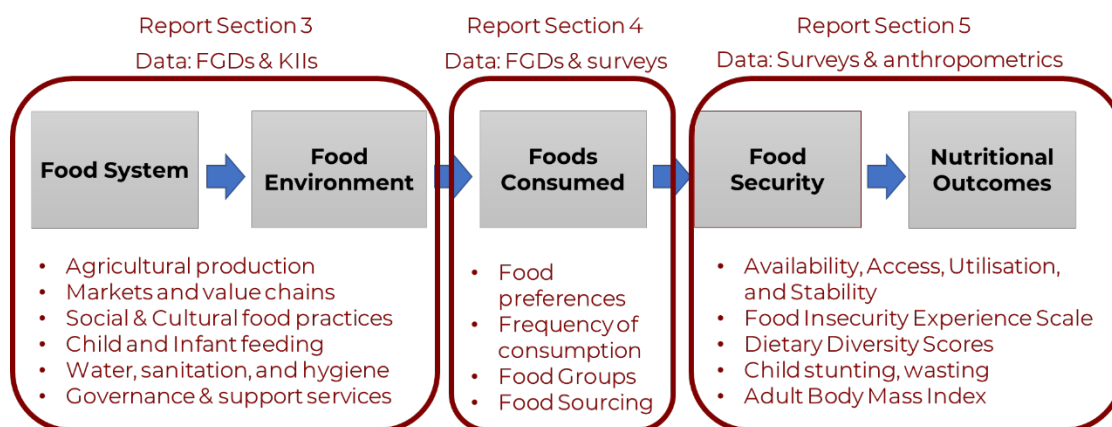 Report Section 3
Data: FGDs & KIIs
Report Section 4
Data: FGDs & surveys
Report Section 5
Data: Surveys & anthropometrics
Food System
Food
Environment
Foods
Consumed
Food
Security
Nutritional
Outcomes
• Agricultural production
• Markets and value chains
• Social & Cultural food practices
• Child and Infant feeding
• Water, sanitation, and hygiene
• Governance & support services
• Food
preferences
• Frequency of
consumption
• Food Groups
• Food Sourcing
• Availability, Access, Utilisation,
and Stability
• Food Insecurity Experience Scale
• Dietary Diversity Scores
• Child stunting, wasting
• Adult Body Mass Index